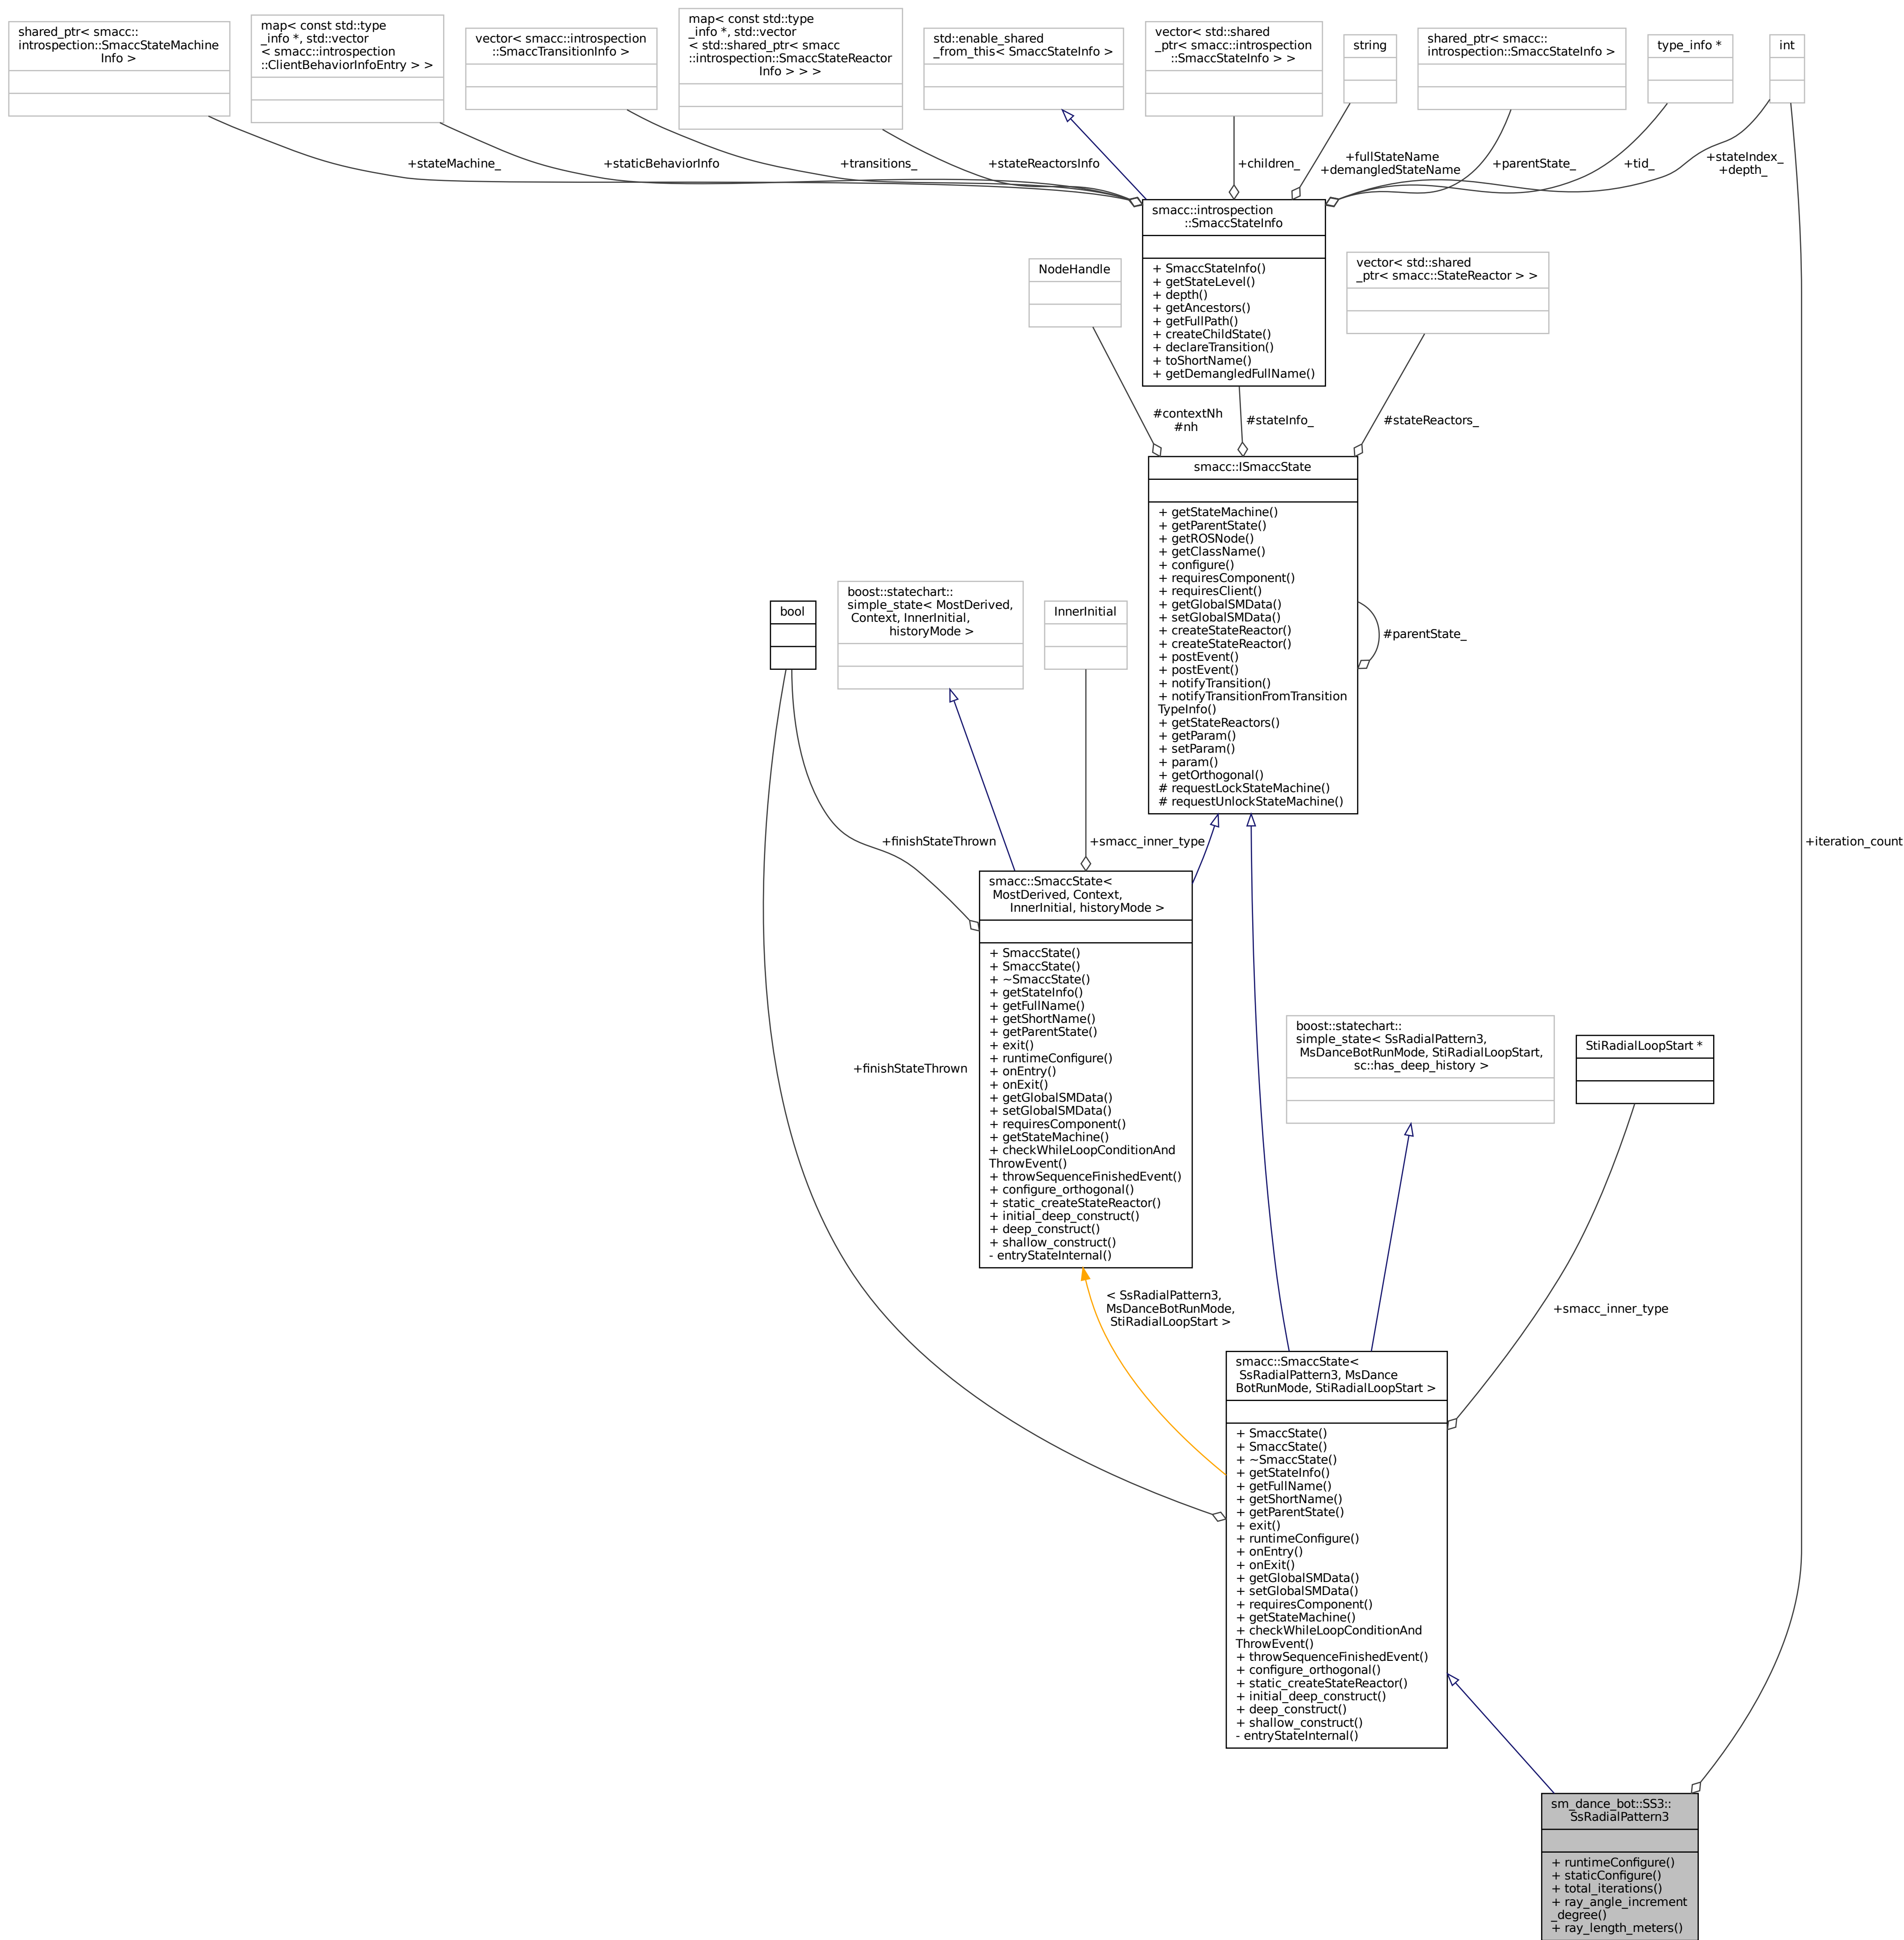 shared_ptr< smacc::
introspection::SmaccStateMachine
Info >
map< const std::type
_info *, std::vector
< smacc::introspection
::ClientBehaviorInfoEntry > >
vector< smacc::introspection
::SmaccTransitionInfo >
map< const std::type
_info *, std::vector
< std::shared_ptr< smacc
::introspection::SmaccStateReactor
Info > > >
std::enable_shared
_from_this< SmaccStateInfo >
vector< std::shared
_ptr< smacc::introspection
::SmaccStateInfo > >
string
shared_ptr< smacc::
introspection::SmaccStateInfo >
type_info *
int
+stateMachine_
+staticBehaviorInfo
+transitions_
+stateReactorsInfo
+children_
+fullStateName
+demangledStateName
+parentState_
+tid_
+stateIndex_
+depth_
smacc::introspection
::SmaccStateInfo
+ SmaccStateInfo()
+ getStateLevel()
+ depth()
+ getAncestors()
+ getFullPath()
+ createChildState()
+ declareTransition()
+ toShortName()
+ getDemangledFullName()
NodeHandle
vector< std::shared
_ptr< smacc::StateReactor > >
#contextNh
#nh
#stateInfo_
#stateReactors_
smacc::ISmaccState
+ getStateMachine()
+ getParentState()
+ getROSNode()
+ getClassName()
+ configure()
+ requiresComponent()
+ requiresClient()
+ getGlobalSMData()
+ setGlobalSMData()
+ createStateReactor()
+ createStateReactor()
+ postEvent()
+ postEvent()
+ notifyTransition()
+ notifyTransitionFromTransition
TypeInfo()
+ getStateReactors()
+ getParam()
+ setParam()
+ param()
+ getOrthogonal()
# requestLockStateMachine()
# requestUnlockStateMachine()
#parentState_
bool
boost::statechart::
simple_state< MostDerived,
Context, InnerInitial,
historyMode >
InnerInitial
+finishStateThrown
+smacc_inner_type
+iteration_count
smacc::SmaccState<
MostDerived, Context,
InnerInitial, historyMode >
+ SmaccState()
+ SmaccState()
+ ~SmaccState()
+ getStateInfo()
+ getFullName()
+ getShortName()
+ getParentState()
+ exit()
+ runtimeConfigure()
+ onEntry()
+ onExit()
+ getGlobalSMData()
+ setGlobalSMData()
+ requiresComponent()
+ getStateMachine()
+ checkWhileLoopConditionAnd
ThrowEvent()
+ throwSequenceFinishedEvent()
+ configure_orthogonal()
+ static_createStateReactor()
+ initial_deep_construct()
+ deep_construct()
+ shallow_construct()
- entryStateInternal()
+finishStateThrown
boost::statechart::
simple_state< SsRadialPattern3,
MsDanceBotRunMode, StiRadialLoopStart,
sc::has_deep_history >
StiRadialLoopStart *
< SsRadialPattern3,
MsDanceBotRunMode,
StiRadialLoopStart >
+smacc_inner_type
smacc::SmaccState<
SsRadialPattern3, MsDance
BotRunMode, StiRadialLoopStart >
+ SmaccState()
+ SmaccState()
+ ~SmaccState()
+ getStateInfo()
+ getFullName()
+ getShortName()
+ getParentState()
+ exit()
+ runtimeConfigure()
+ onEntry()
+ onExit()
+ getGlobalSMData()
+ setGlobalSMData()
+ requiresComponent()
+ getStateMachine()
+ checkWhileLoopConditionAnd
ThrowEvent()
+ throwSequenceFinishedEvent()
+ configure_orthogonal()
+ static_createStateReactor()
+ initial_deep_construct()
+ deep_construct()
+ shallow_construct()
- entryStateInternal()
sm_dance_bot::SS3::
SsRadialPattern3
+ runtimeConfigure()
+ staticConfigure()
+ total_iterations()
+ ray_angle_increment
_degree()
+ ray_length_meters()